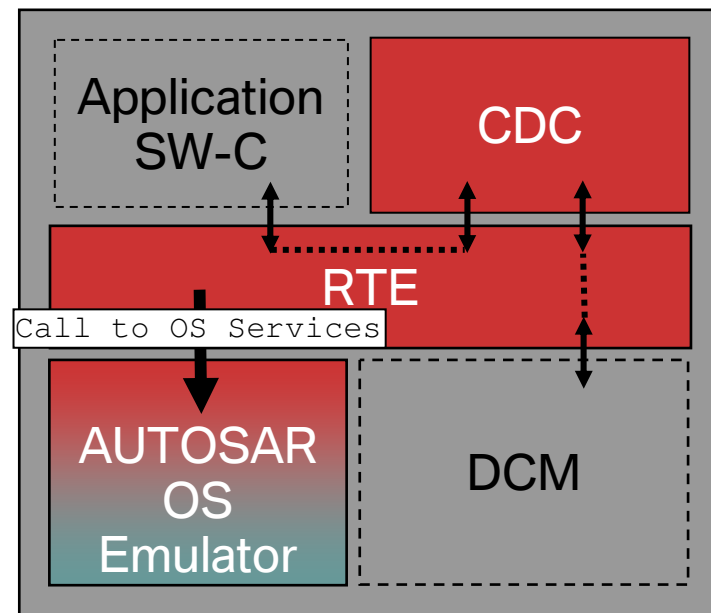 Application
SW-C
CDC
RTE
Call to OS Services
AUTOSAR
OS
Emulator
DCM